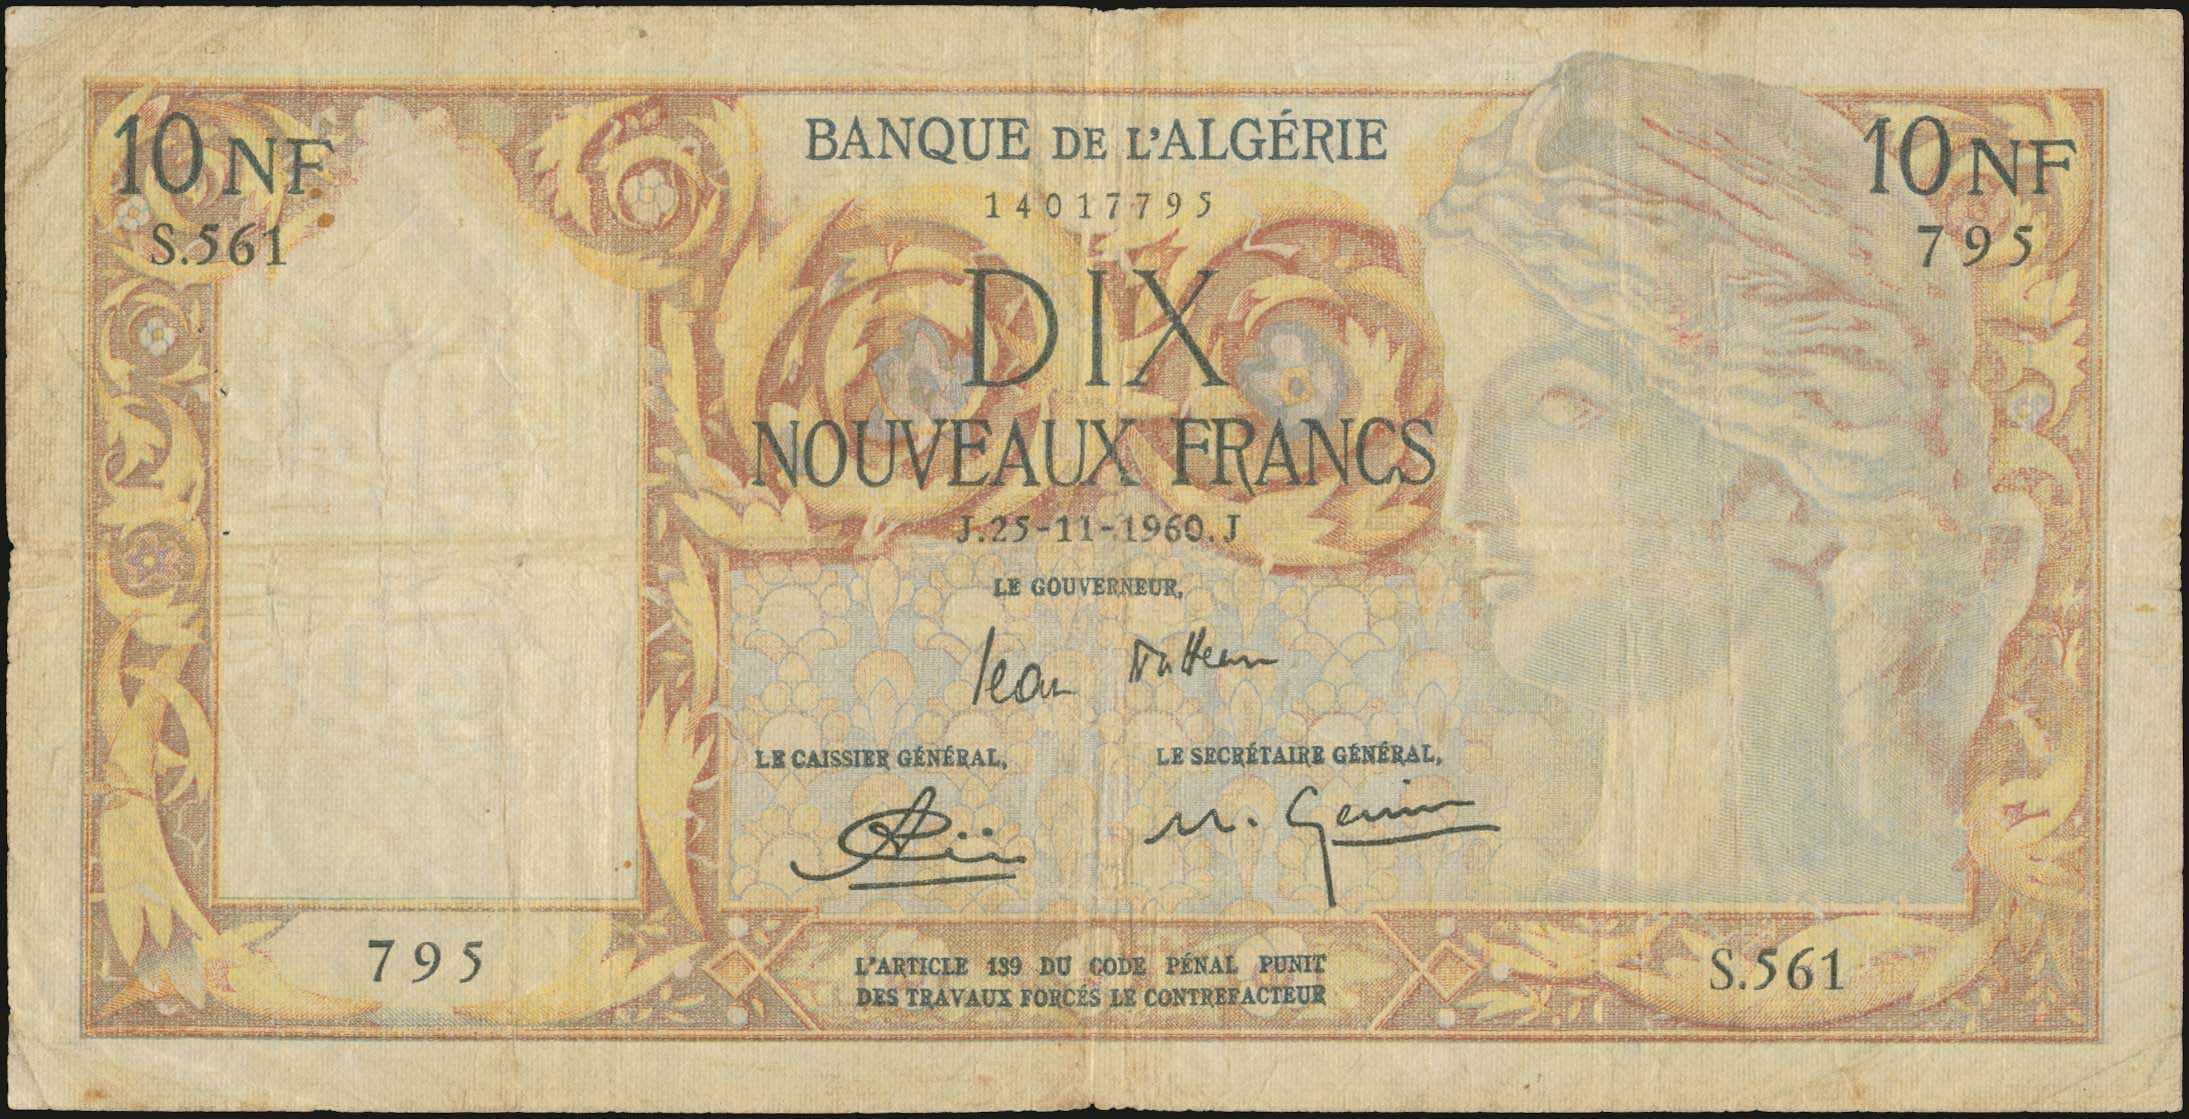 BANQUE DE L'ALGÉRIE
10 NF
10 NF
14017795
S.561
795
DIX
NOUVEAUX FRANCS
J.25-11-1960.J
LE GOUVERNEUR,
LE CAISSIER GÉNÉRAL,
LE SECRÉTAIRE GÉNÉRAL,
795
S.561
L'ARTICLE 139 DU CODE PÉNAL PUNIT
DES TRAVAUX FORCÉS LE CONTREFACTEUR